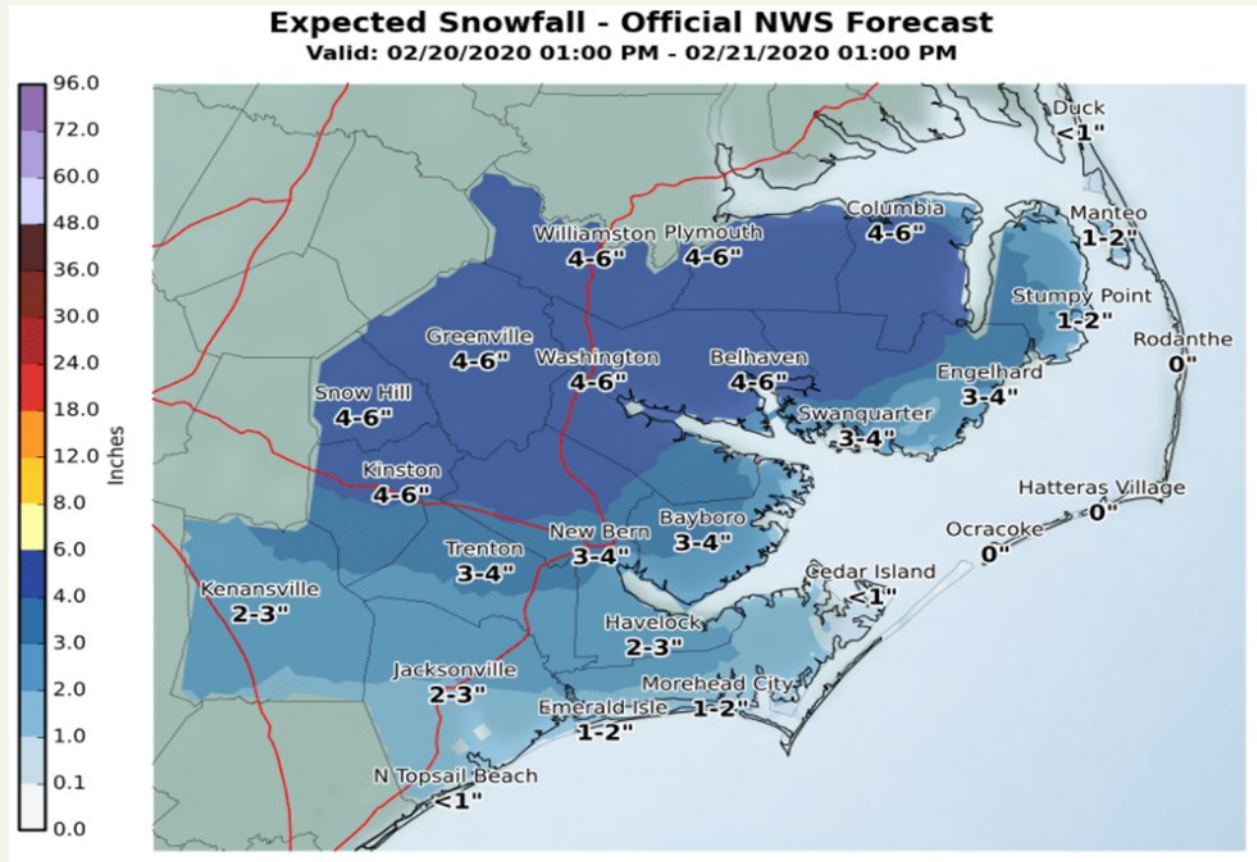 Expected Snowfall - Official NWS Forecast
Valid: 02/20/2020 01:00 PM - 02/21/2020 01:00 PM
96.0
72.0
60.0
48.0
36.0
30.0
24.0
18.0
12.0
8.0
6.0
4.0
3.0
2.0
1.0
0.1
0.0
Inches
Duck
<1"
Columbia
4-6"
Manteo
1-2"
Williamston
4-6"
Plymouth
4-6"
Stumpy Point
1-2"
Rodanthe
0"
Greenville
4-6"
Washington
4-6"
Belhaven
4-6"
Engelhard
3-4"
Snow Hill
4-6"
Swanquarter
3-4"
Kinston
4-6"
Hatteras Village
0"
Bayboro
3-4"
New Bern
3-4"
Ocracoke
0"
Trenton
3-4"
Cedar Island
<1"
Kenansville
2-3"
Havelock
2-3"
Jacksonville
2-3"
Morehead City
1-2"
Emerald Isle
1-2"
N Topsail Beach
<1"